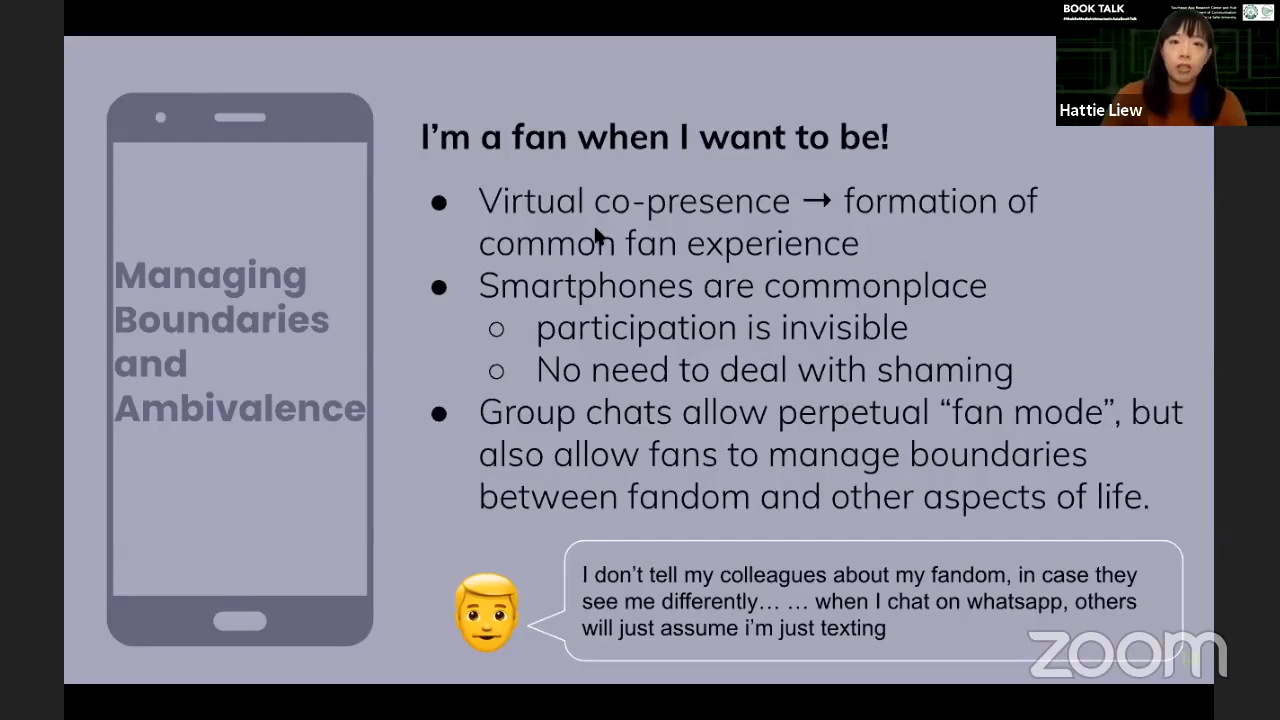 BOOK TALK
Hattie Liew
Managing
Boundaries
and
Ambivalence
I'm a fan when I want to be!
● Virtual co-presence → formation of
common fan experience
● Smartphones are commonplace
○ participation is invisible
○ No need to deal with shaming
● Group chats allow perpetual “fan mode”, but
also allow fans to manage boundaries
between fandom and other aspects of life.
I don't tell my colleagues about my fandom, in case they
see me differently… … when I chat on whatsapp, others
will just assume i'm just texting
zoom